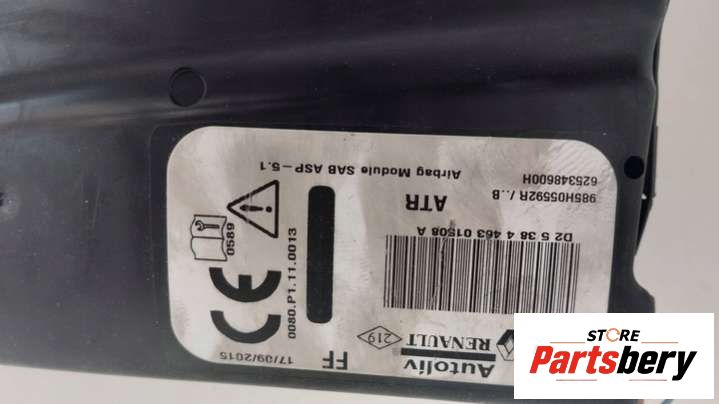 Autoliv
RENAULT
219
FF
17/09/2015
D2 5 38 4 463 01508 A
0080.P1.11.0013
ATR
985H05592R /..B
625348600H
0589
Airbag Module SAB ASP-5.1
STORE
Partsbery